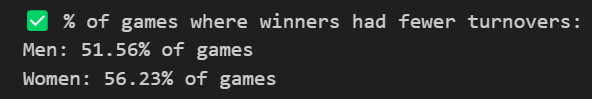 ✅ % of games where winners had fewer turnovers:
Men: 51.56% of games
Women: 56.23% of games